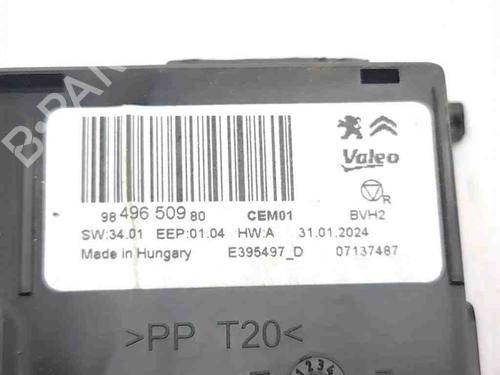 B-PARTS
Valeo
98 496 509 80 CEM01 BVH2
R
SW:34.01 EEP:01.04 HW:A 31.01.2024
Made in Hungary E395497_D 07137487
>PP T20<